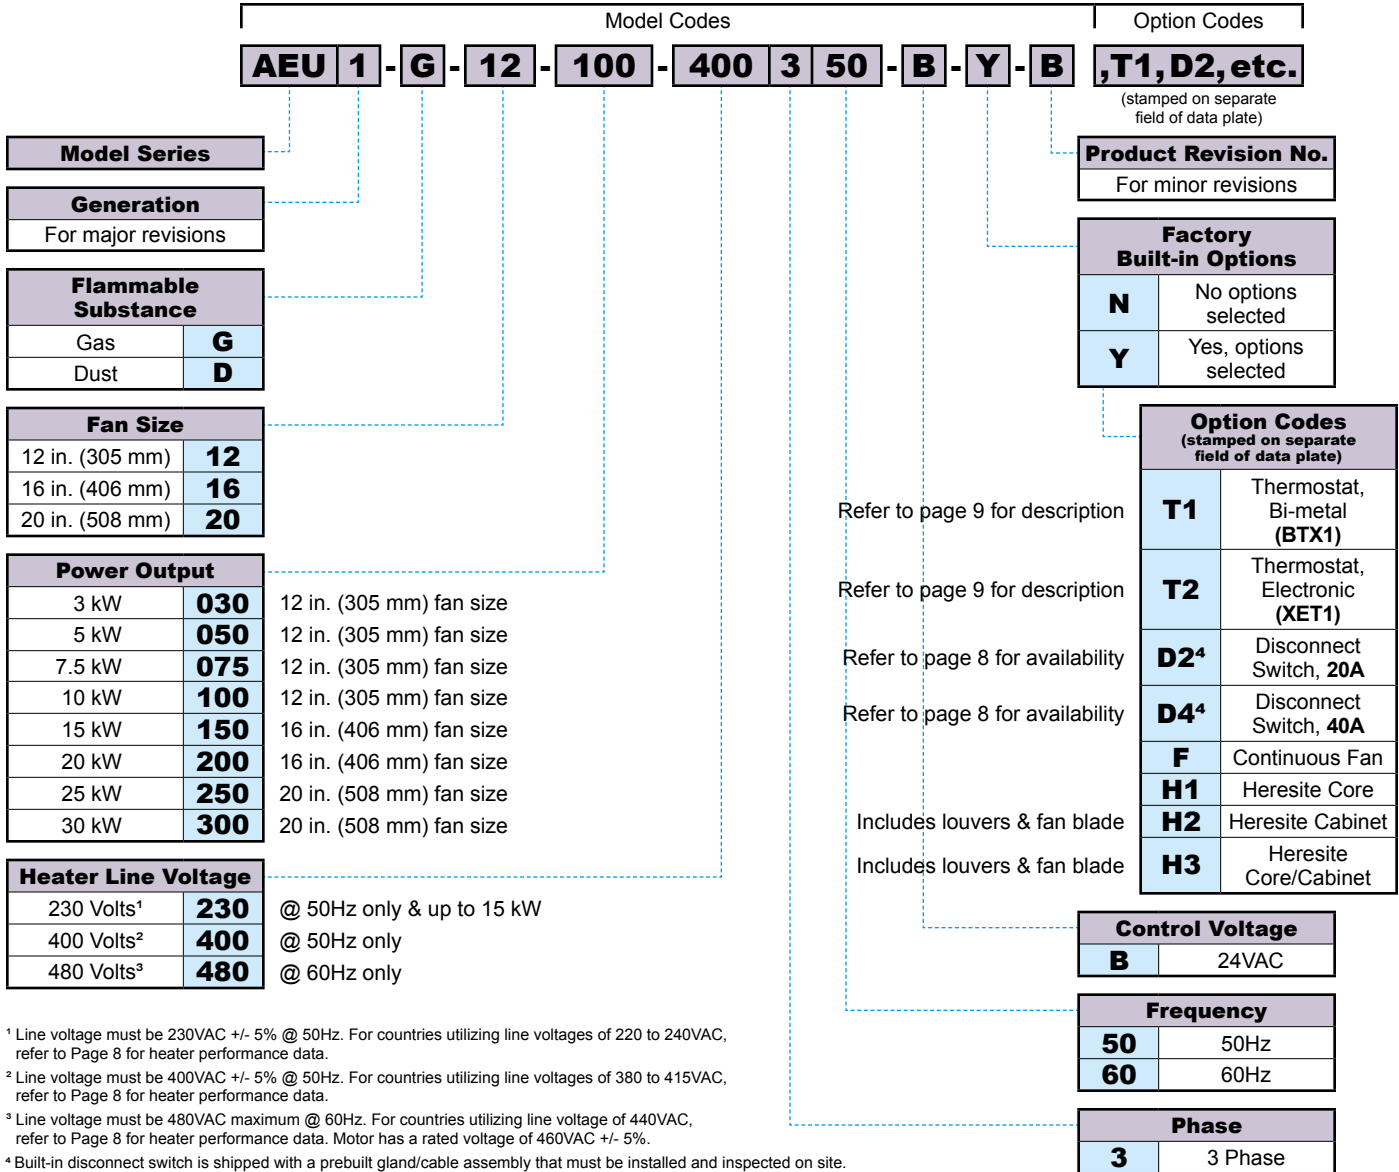 Model Codes
Option Codes
AEU 1 - G - 12 - 100 - 400 3 50 - B - Y - B ,T1, D2, etc.
(stamped on separate
field of data plate)
Model Series
Generation
For major revisions
Flammable
Substance
Gas G
Dust D
Fan Size
12 in. (305 mm) 12
16 in. (406 mm) 16
20 in. (508 mm) 20
Power Output
3 kW 030 12 in. (305 mm) fan size
5 kW 050 12 in. (305 mm) fan size
7.5 kW 075 12 in. (305 mm) fan size
10 kW 100 12 in. (305 mm) fan size
15 kW 150 16 in. (406 mm) fan size
20 kW 200 16 in. (406 mm) fan size
25 kW 250 20 in. (508 mm) fan size
30 kW 300 20 in. (508 mm) fan size
Heater Line Voltage
230 Volts¹ 230 @ 50Hz only & up to 15 kW
400 Volts² 400 @ 50Hz only
480 Volts³ 480 @ 60Hz only
¹ Line voltage must be 230VAC +/- 5% @ 50Hz. For countries utilizing line voltages of 220 to 240VAC,
refer to Page 8 for heater performance data.
² Line voltage must be 400VAC +/- 5% @ 50Hz. For countries utilizing line voltages of 380 to 415VAC,
refer to Page 8 for heater performance data.
³ Line voltage must be 480VAC maximum @ 60Hz. For countries utilizing line voltage of 440VAC,
refer to Page 8 for heater performance data. Motor has a rated voltage of 460VAC +/- 5%.
⁴ Built-in disconnect switch is shipped with a prebuilt gland/cable assembly that must be installed and inspected on site.
Product Revision No.
For minor revisions
Factory
Built-in Options
N No options
selected
Y Yes, options
selected
Option Codes
(stamped on separate
field of data plate)
Refer to page 9 for description T1 Thermostat,
Bi-metal
(BTX1)
Refer to page 9 for description T2 Thermostat,
Electronic
(XET1)
Refer to page 8 for availability D2⁴ Disconnect
Switch, 20A
Refer to page 8 for availability D4⁴ Disconnect
Switch, 40A
F Continuous Fan
H1 Heresite Core
Includes louvers & fan blade H2 Heresite Cabinet
Includes louvers & fan blade H3 Heresite
Core/Cabinet
Control Voltage
B 24VAC
Frequency
50 50Hz
60 60Hz
Phase
3 3 Phase